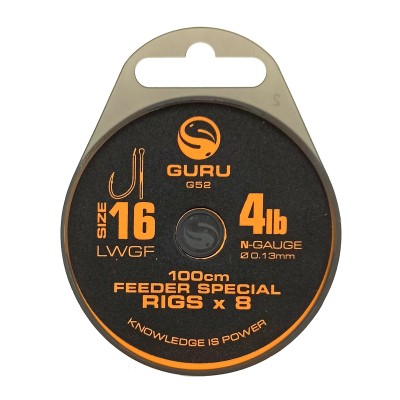 GURU
G52
SIZE 16
LWGF
4lb
N-GAUGE
Ø 0.13mm
100cm
FEEDER SPECIAL
RIGS x 8
KNOWLEDGE IS POWER